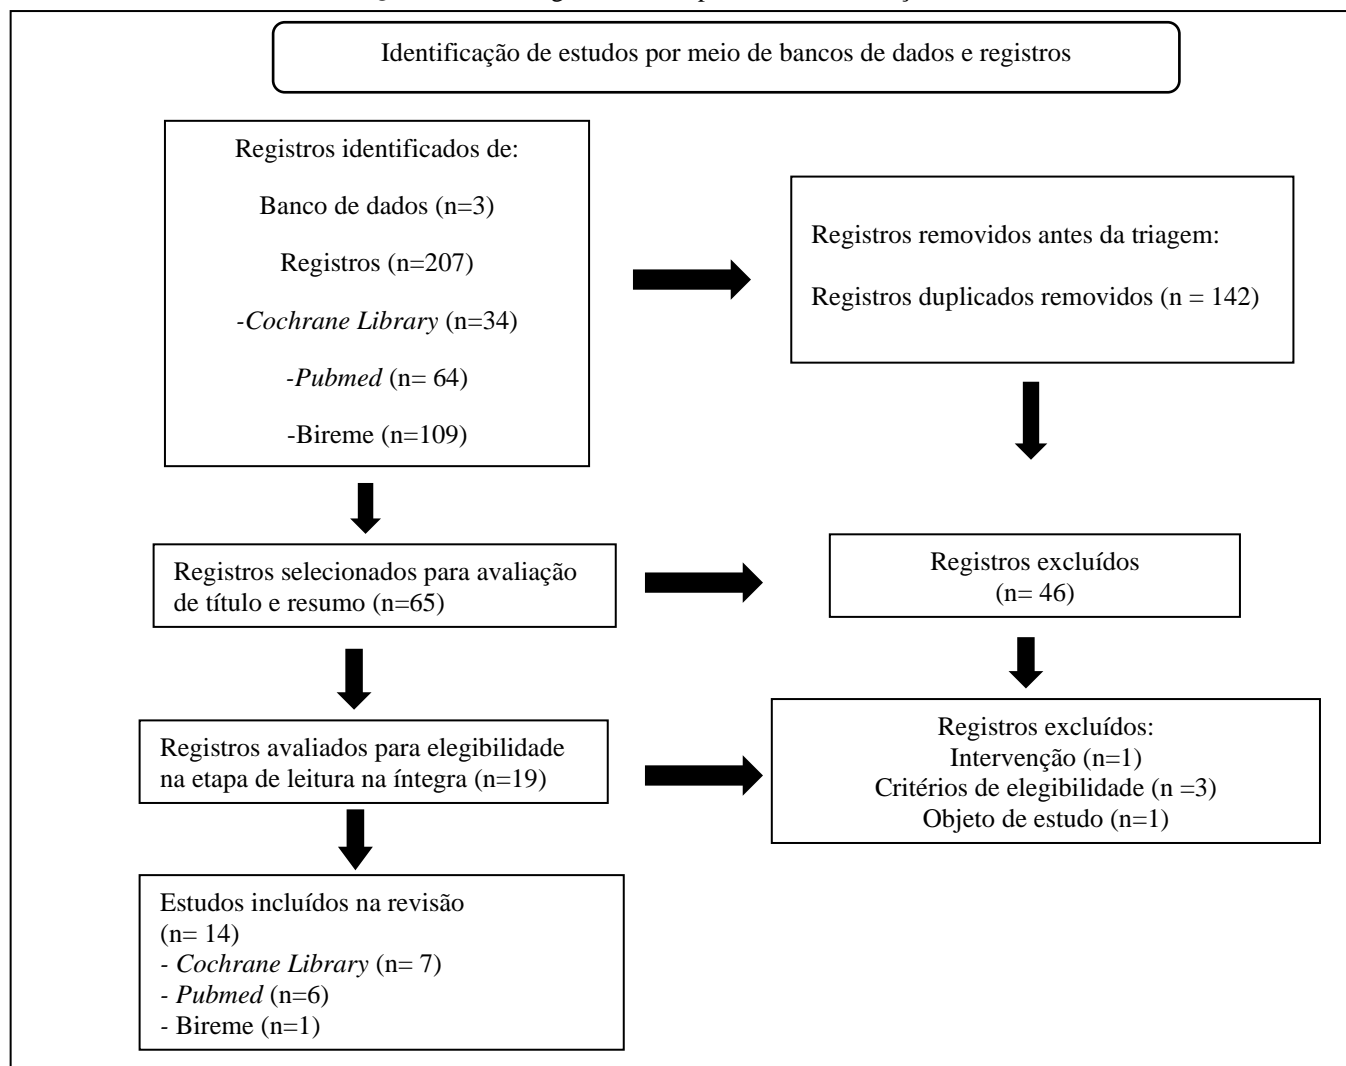 Identificação de estudos por meio de bancos de dados e registros
Registros identificados de:
Banco de dados (n=3)
Registros (n=207)
-Cochrane Library (n=34)
-Pubmed (n= 64)
-Bireme (n=109)
Registros removidos antes da triagem:
Registros duplicados removidos (n = 142)
Registros selecionados para avaliação
de título e resumo (n=65)
Registros excluídos
(n= 46)
Registros avaliados para elegibilidade
na etapa de leitura na íntegra (n=19)
Registros excluídos:
Intervenção (n=1)
Critérios de elegibilidade (n =3)
Objeto de estudo (n=1)
Estudos incluídos na revisão
(n= 14)
- Cochrane Library (n= 7)
- Pubmed (n=6)
- Bireme (n=1)